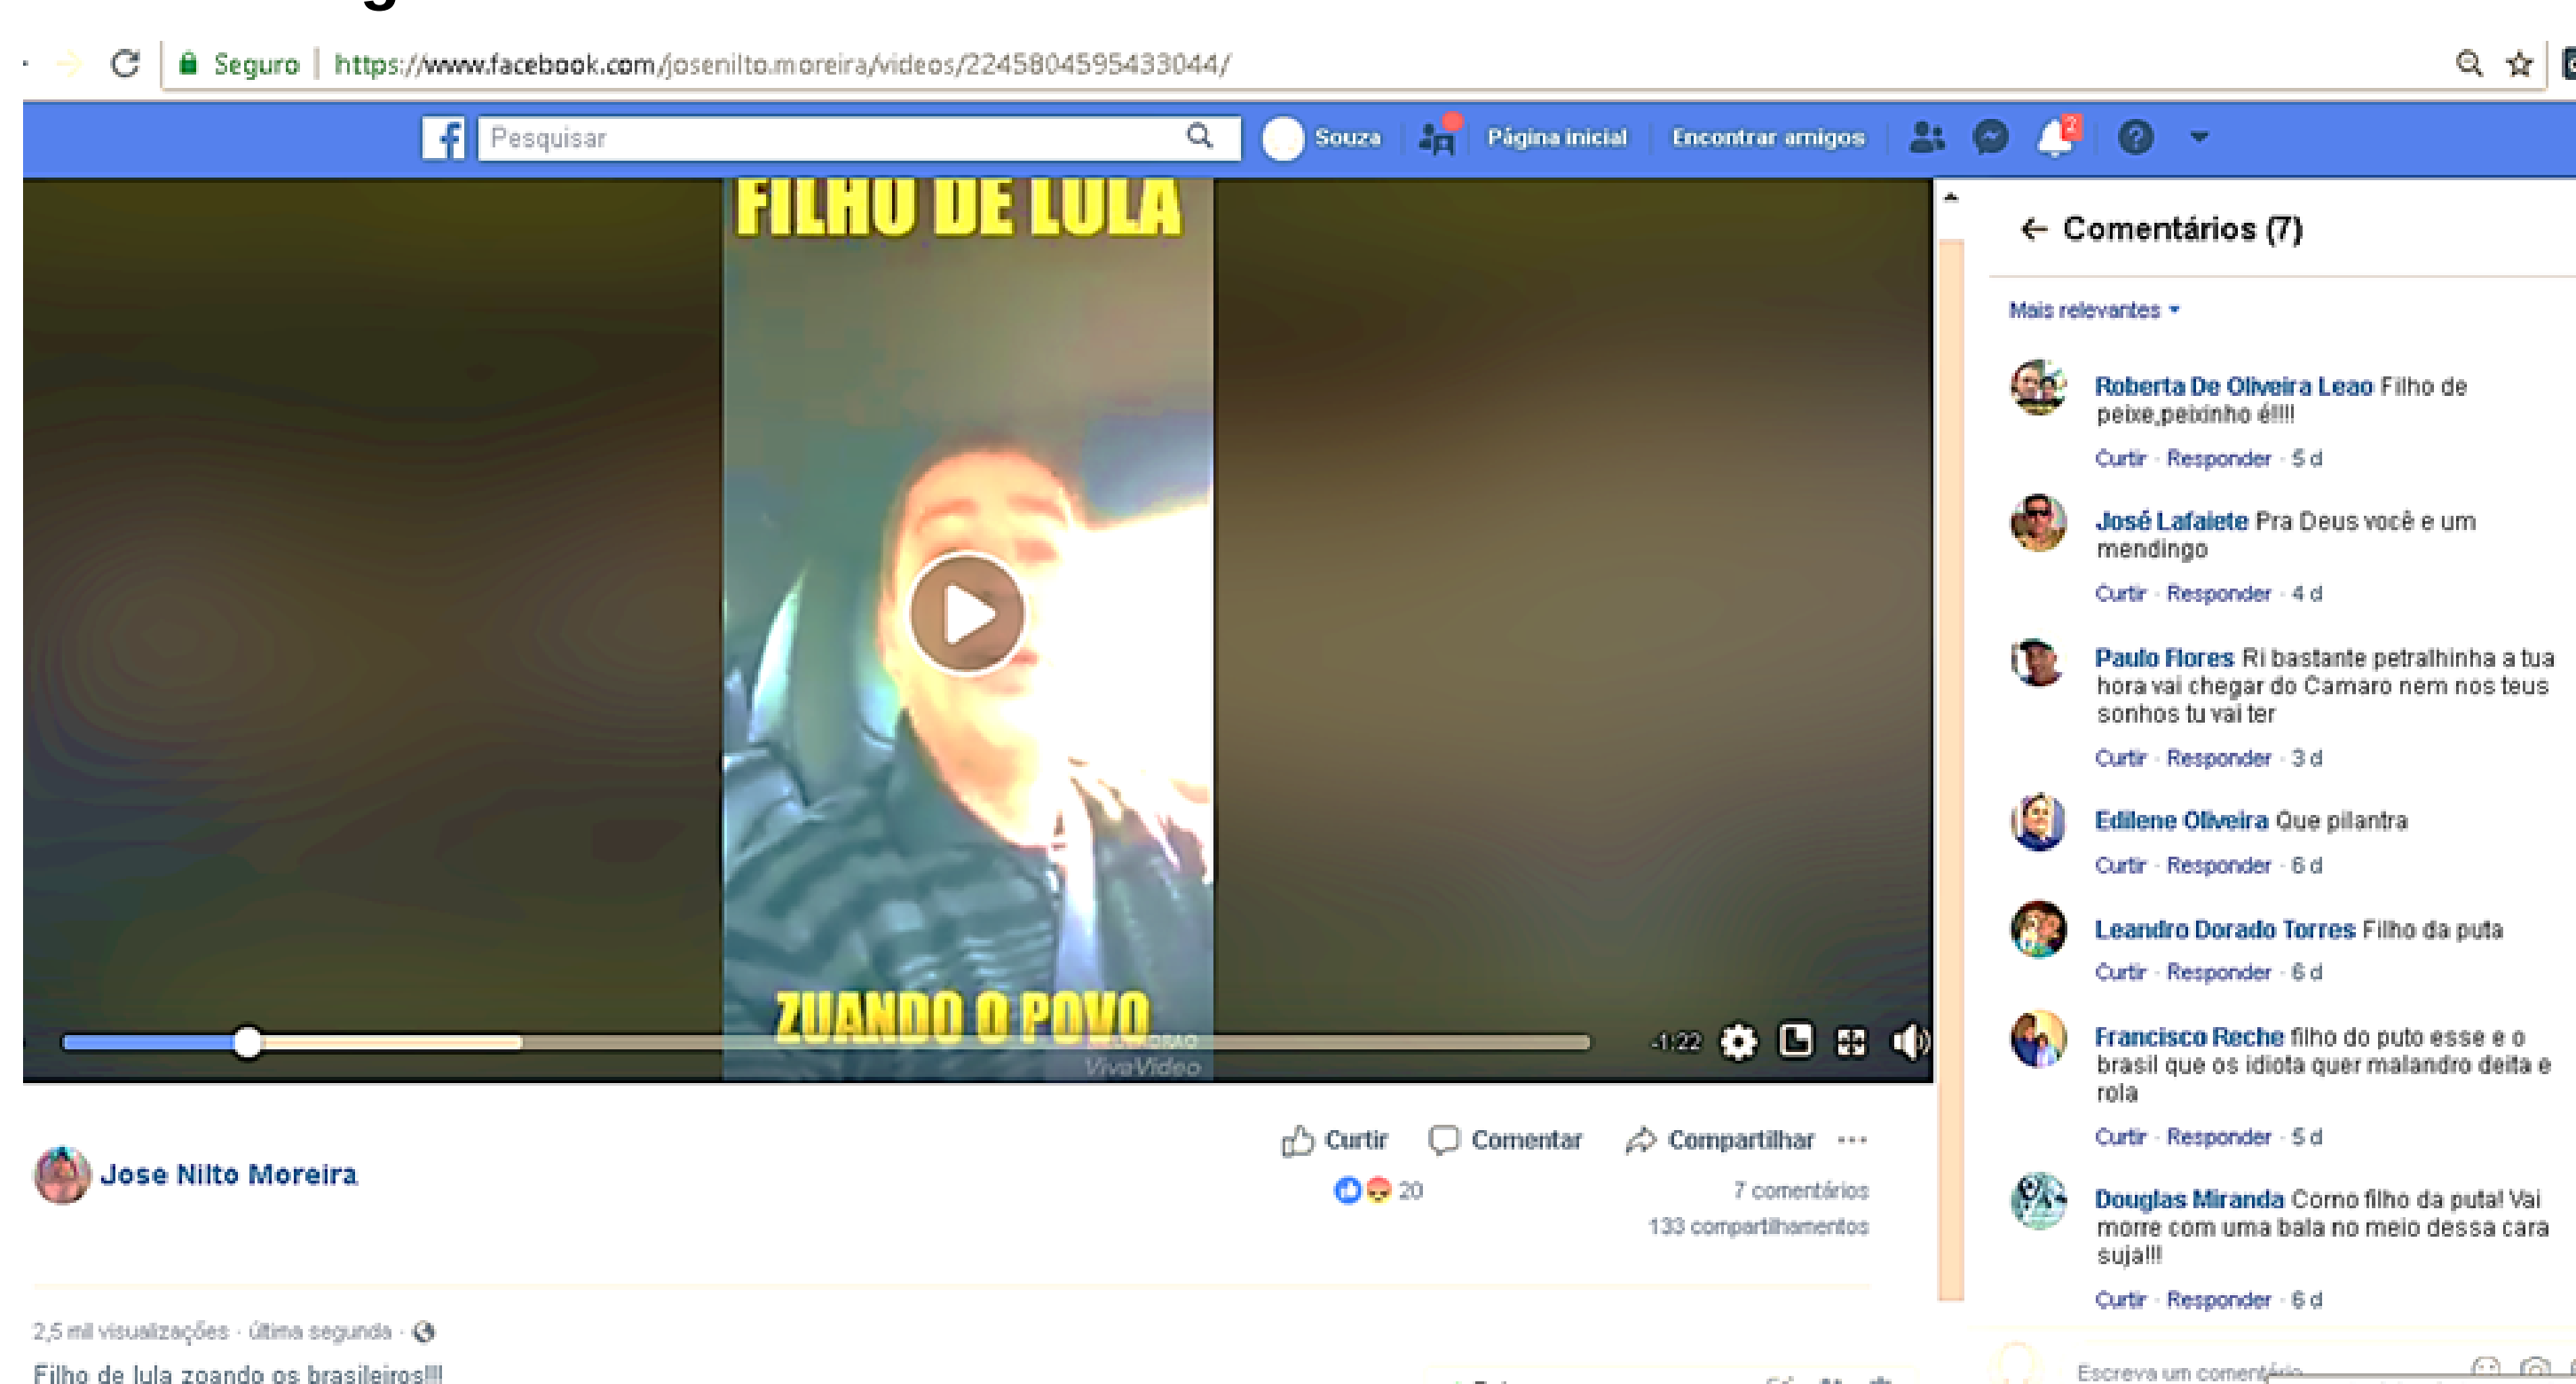 Seguro | https://www.facebook.com/josenilto.moreira/videos/2245804595433044/
Pesquisar
Souza
Página inicial
Encontrar amigos
2
FILHO DE LULA
ZUANDO O POVO
VivaVideo
-1:22
Jose Nilto Moreira
Curtir
Comentar
Compartilhar
20
7 comentários
133 compartilhamentos
2,5 mil visualizações · última segunda ·
Filho de lula zoando os brasileiros!!!
Comentários (7)
Mais relevantes
Roberta De Oliveira Leao Filho de
peixe,peixinho é!!!!
Curtir · Responder · 5 d
José Lafaiete Pra Deus você e um
mendingo
Curtir · Responder · 4 d
Paulo Flores Ri bastante petralhinha a tua
hora vai chegar do Camaro nem nos teus
sonhos tu vai ter
Curtir · Responder · 3 d
Edilene Oliveira Que pilantra
Curtir · Responder · 6 d
Leandro Dorado Torres Filho da puta
Curtir · Responder · 6 d
Francisco Reche filho do puto esse e o
brasil que os idiota quer malandro deita e
rola
Curtir · Responder · 5 d
Douglas Miranda Corno filho da puta! Vai
morre com uma bala no meio dessa cara
suja!!!
Curtir · Responder · 6 d
Escreva um comentário